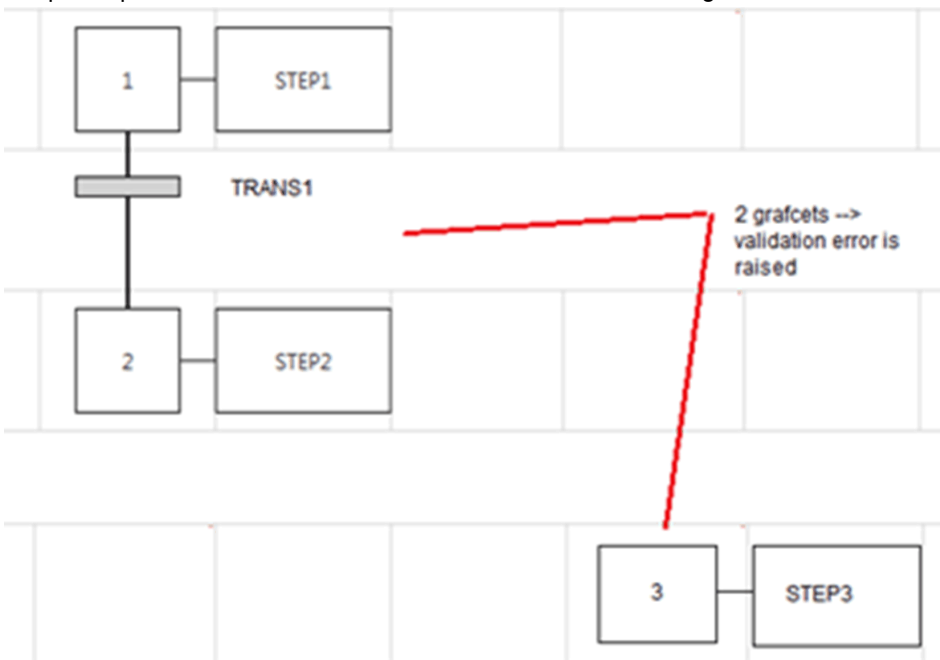 1
STEP1
TRANS1
2 grafcets -->
validation error is
raised
2
STEP2
3
STEP3